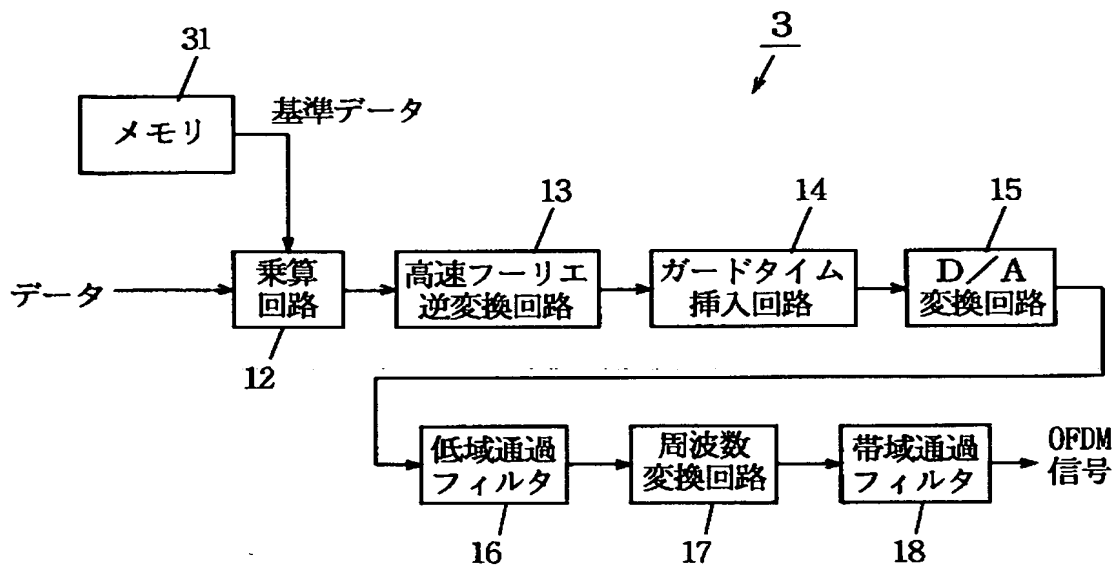 3
31
メモリ
基準データ
13
14
15
データ
乗算
回路
高速フーリエ
逆変換回路
ガードタイム
挿入回路
D/A
変換回路
12
低域通過
フィルタ
周波数
変換回路
帯域通過
フィルタ
OFDM
信号
16
17
18